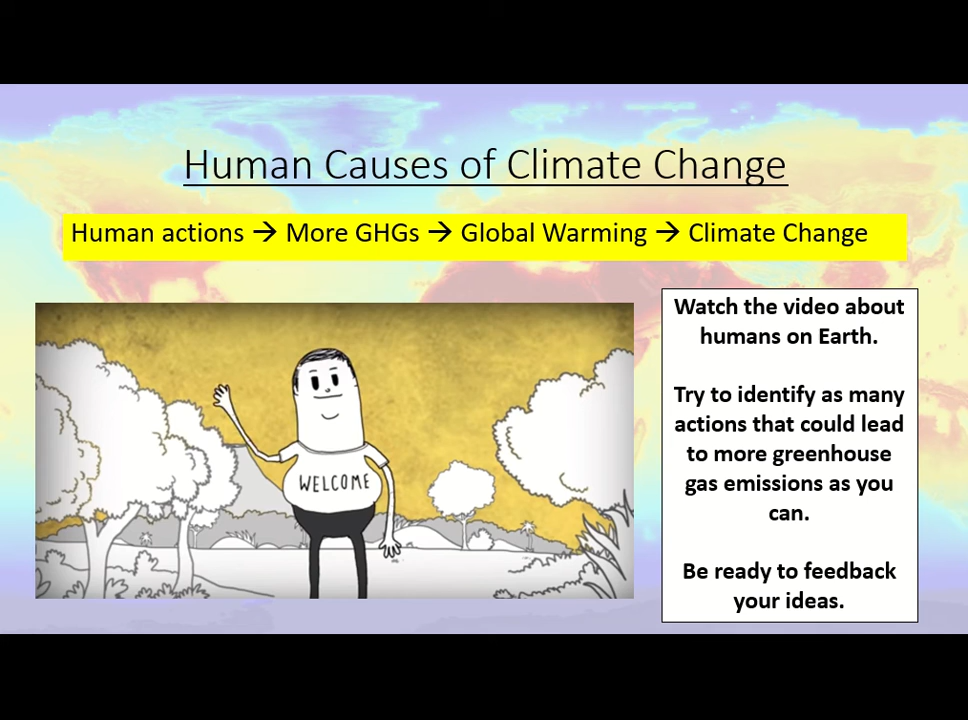 Human Causes of Climate Change
Human actions → More GHGs → Global Warming → Climate Change
WELCOME
Watch the video about
humans on Earth.
Try to identify as many
actions that could lead
to more greenhouse
gas emissions as you
can.
Be ready to feedback
your ideas.